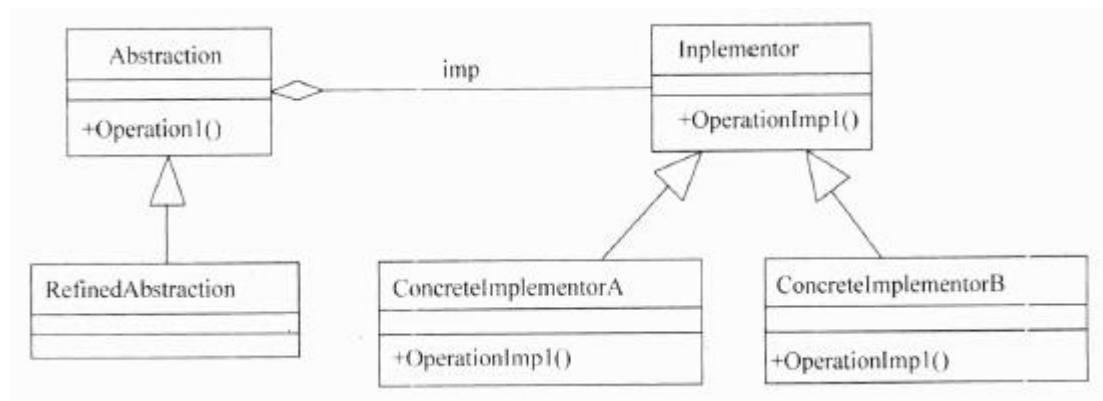 Abstraction
imp
Inplementor
+Operation1()
+OperationImp1()
RefinedAbstraction
ConcreteImplementorA
ConcreteImplementorB
+OperationImp1()
+OperationImp1()